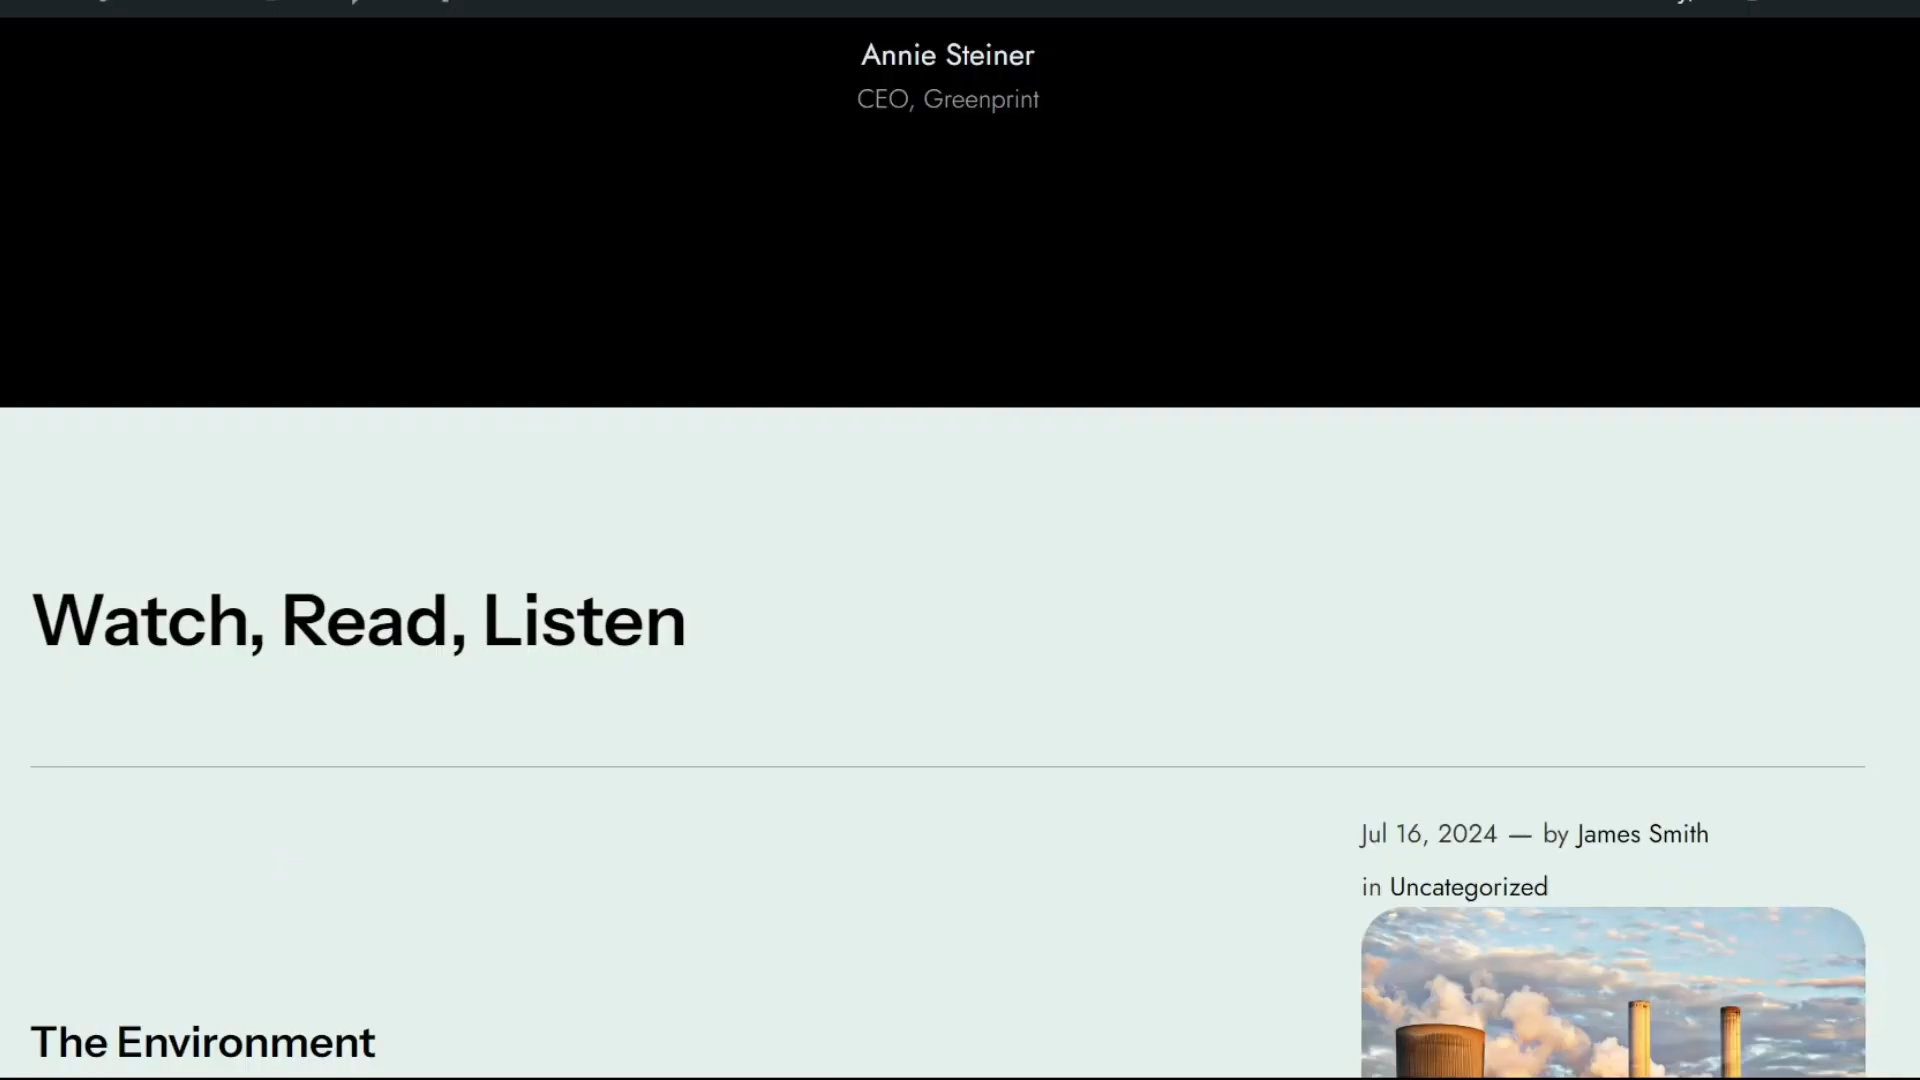 Annie Steiner
CEO, Greenprint
Watch, Read, Listen
Jul 16, 2024 — by James Smith
in Uncategorized
The Environment